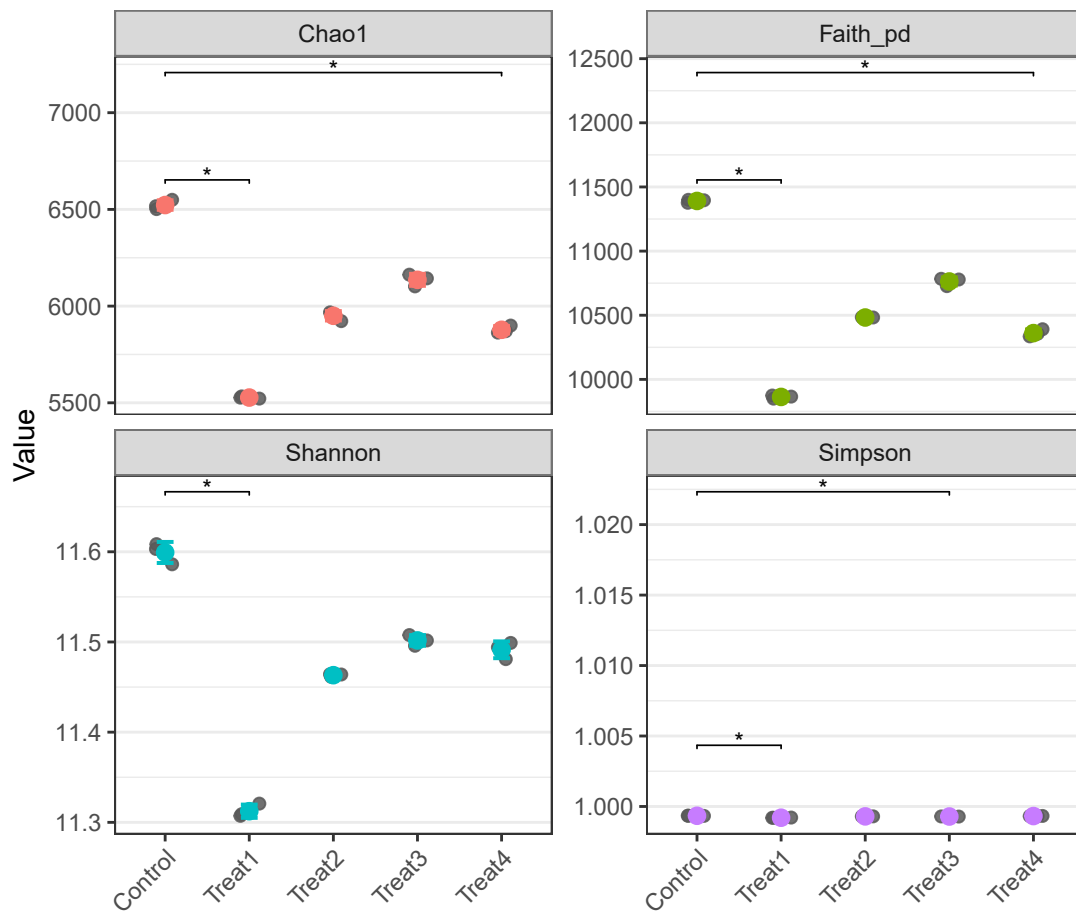 Chao1
Faith_pd
*
*
7000
6500
6000
5500
*
*
12500
12000
11500
11000
10500
10000
Value
Shannon
Simpson
*
11.6
11.5
11.4
11.3
*
*
1.020
1.015
1.010
1.005
1.000
Control
Treat1
Treat2
Treat3
Treat4
Control
Treat1
Treat2
Treat3
Treat4